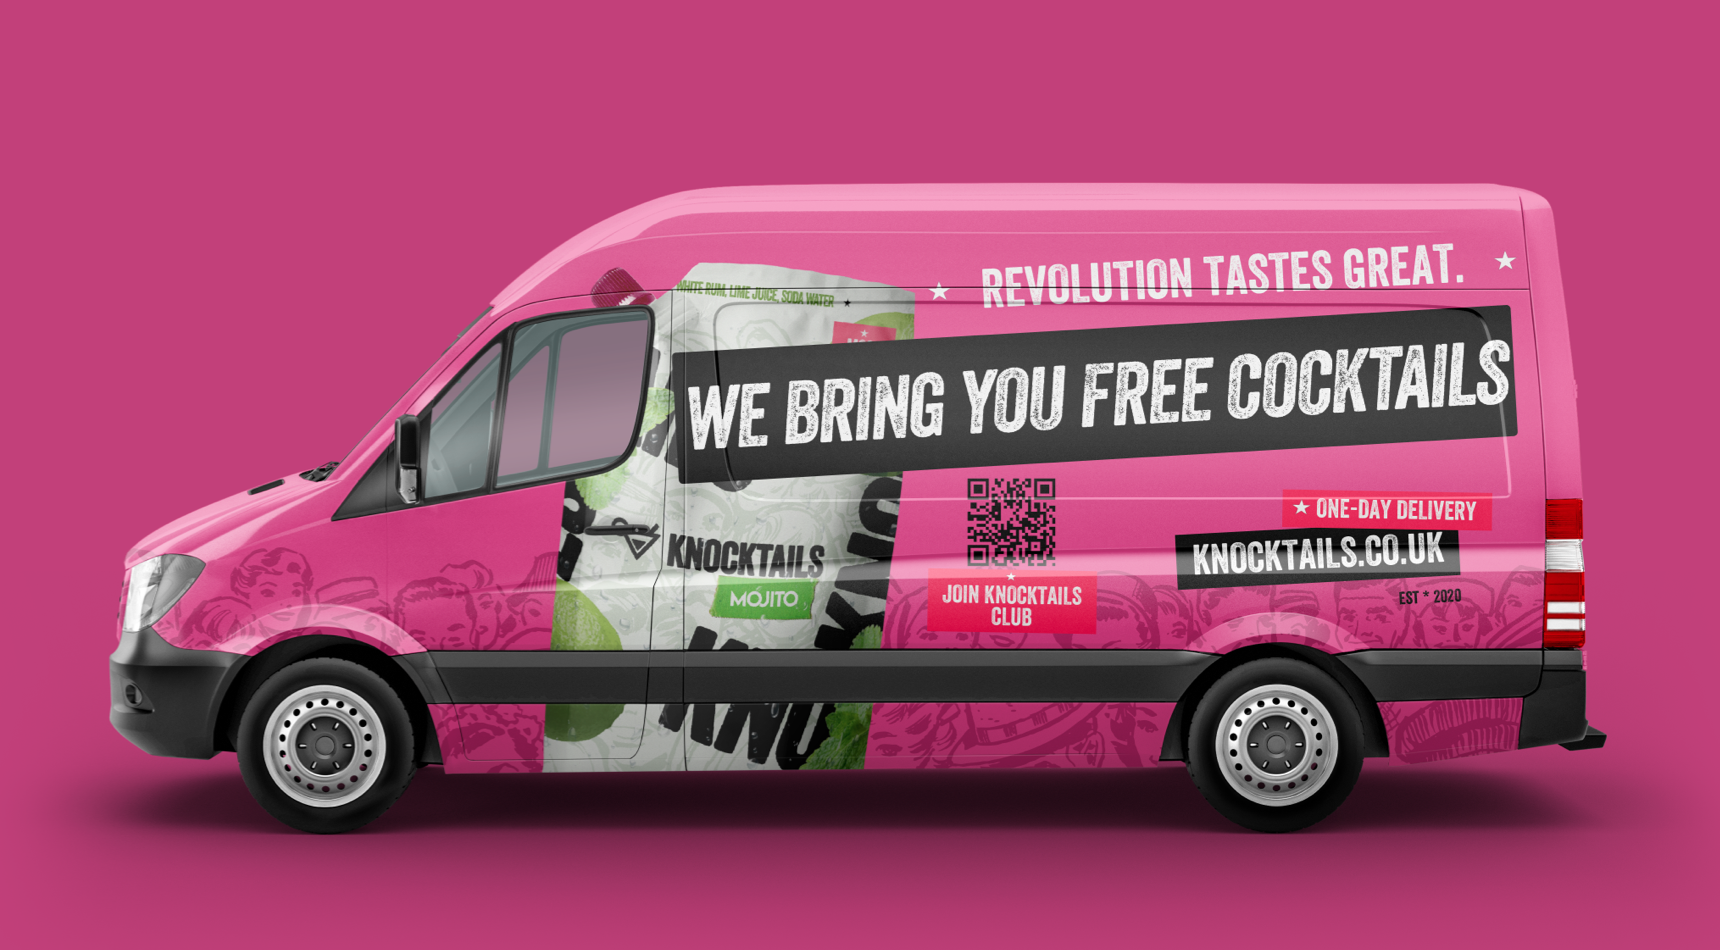 REVOLUTION TASTES GREAT.
WHITE RUM, LIME JUICE, SODA WATER
WE BRING YOU FREE COCKTAILS
KNOCKTAILS
MOJITO
JOIN KNOCKTAILS
CLUB
ONE-DAY DELIVERY
KNOCKTAILS.CO.UK
EST * 2020